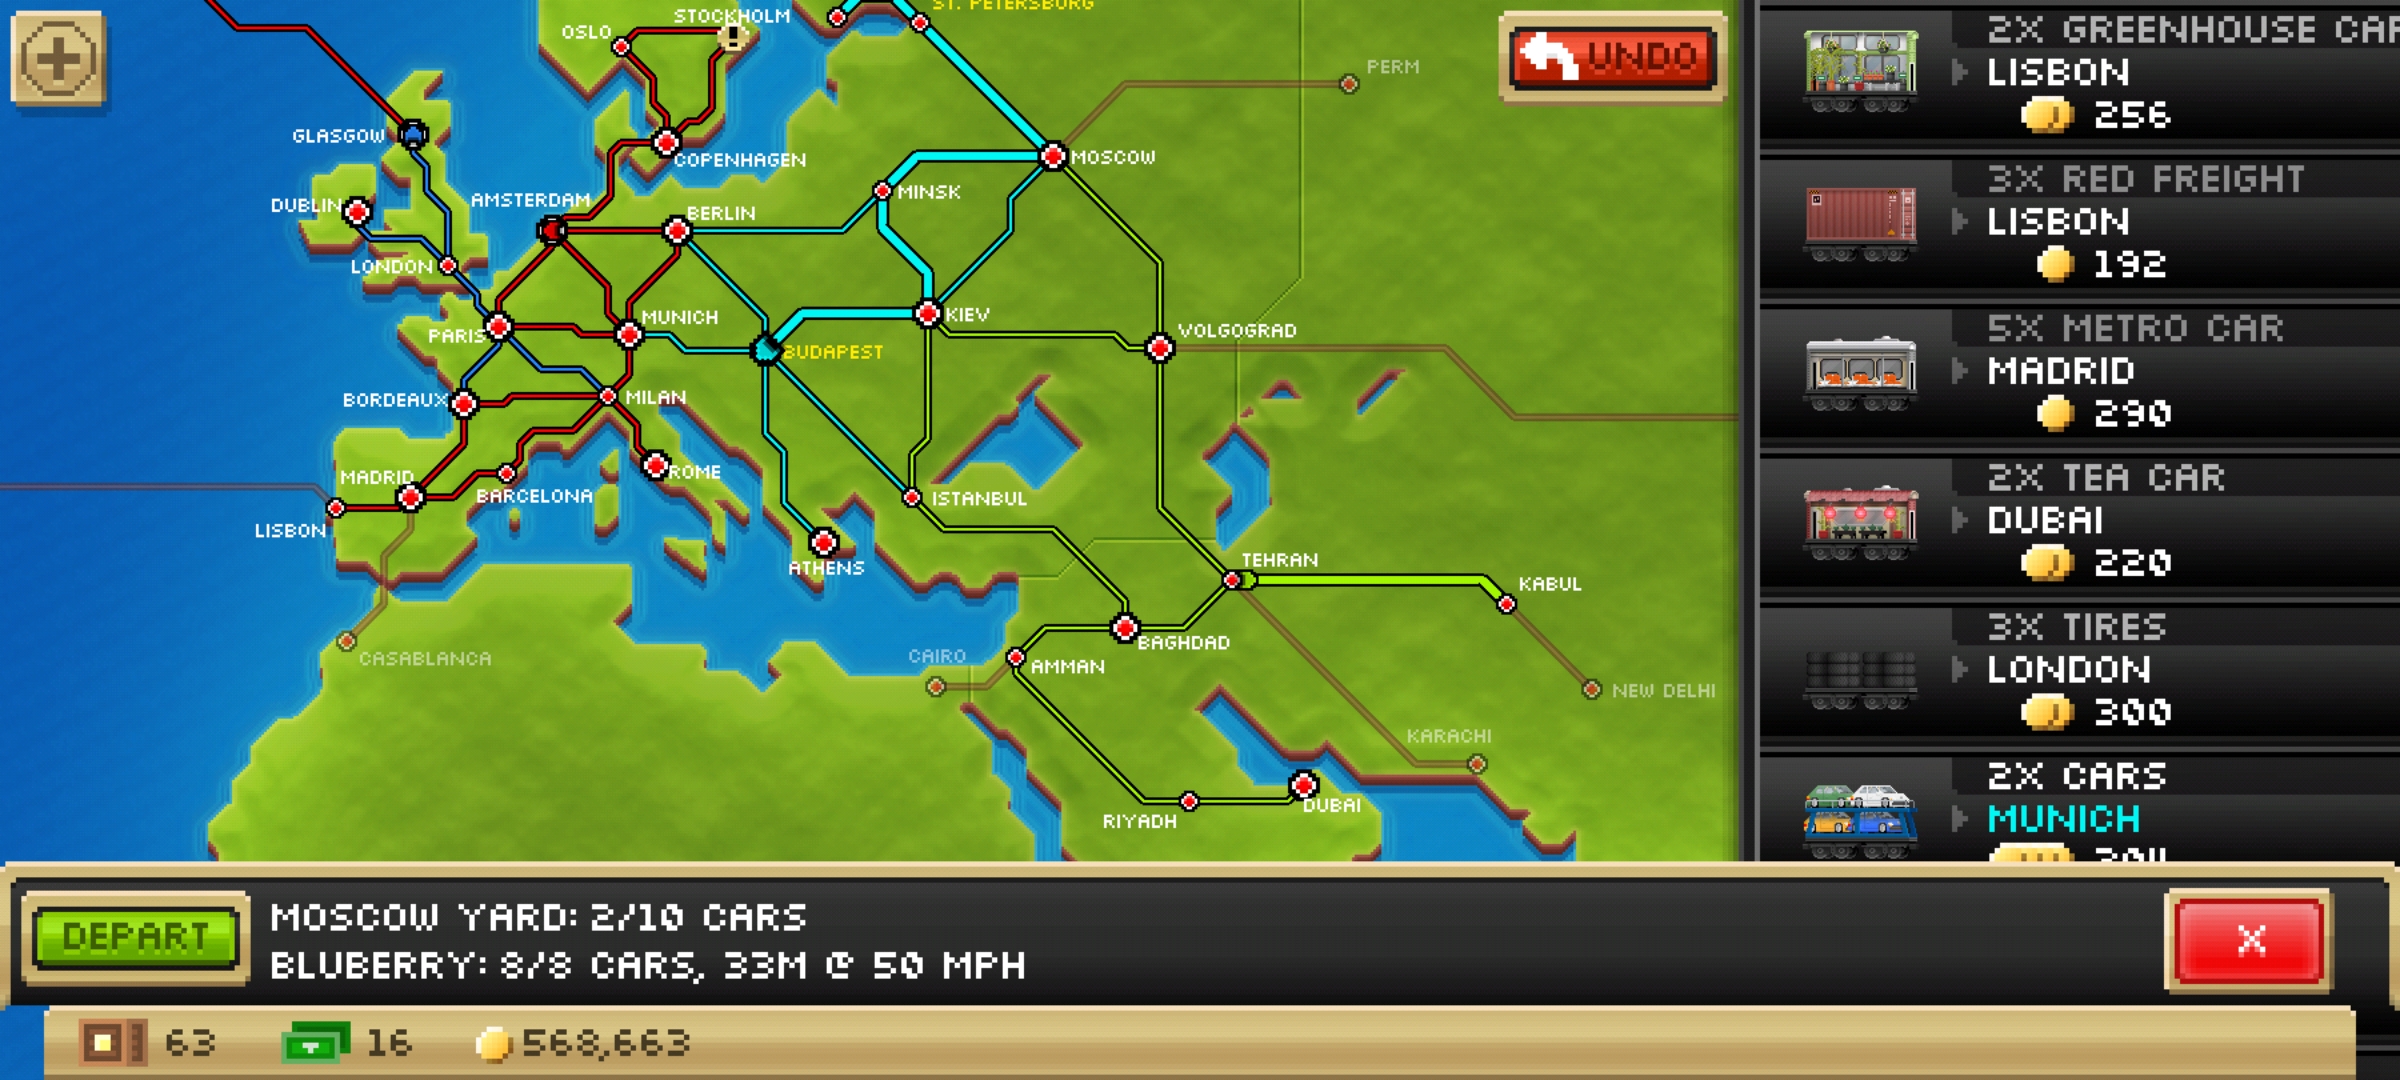 ST. PETERSBURG
STOCKHOLM
OSLO
UNDO
PERM
GLASGOW
COPENHAGEN
MOSCOW
MINSK
DUBLIN
AMSTERDAM
BERLIN
LONDON
MUNICH
KIEV
VOLGOGRAD
PARIS
BUDAPEST
BORDEAUX
MILAN
MADRID
ROME
BARCELONA
ISTANBUL
LISBON
ATHENS
TEHRAN
KABUL
CASABLANCA
CAIRO
AMMAN
BAGHDAD
NEW DELHI
KARACHI
RIYADH
DUBAI
2X GREENHOUSE CAR
LISBON
256
3X RED FREIGHT
LISBON
192
5X METRO CAR
MADRID
290
2X TEA CAR
DUBAI
220
3X TIRES
LONDON
300
2X CARS
MUNICH
DEPART
MOSCOW YARD: 2/10 CARS
BLUBERRY: 8/8 CARS, 33M @ 50 MPH
X
63
16
568,663